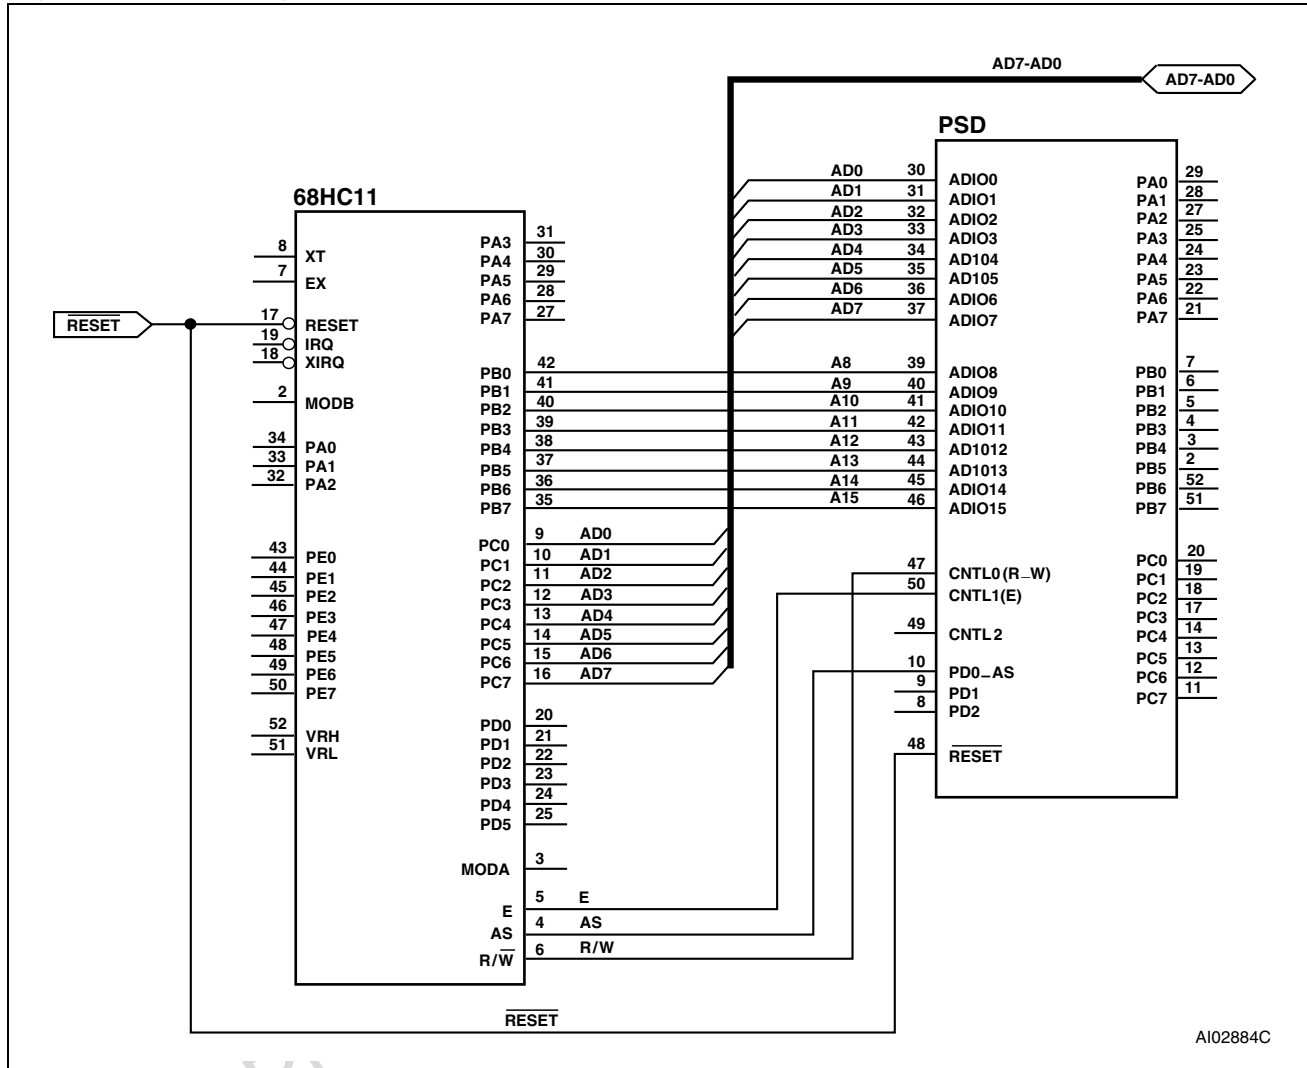 AD7-AD0
AD7-AD0
PSD
68HC11
8 XT
7 EX
RESET
17 RESET
19 IRQ
18 XIRQ
2 MODB
34 PA0
33 PA1
32 PA2
43 PE0
44 PE1
45 PE2
46 PE3
47 PE4
48 PE5
49 PE6
50 PE7
52 VRH
51 VRL
PA3 31
PA4 30
PA5 29
PA6 28
PA7 27
PB0 42
PB1 41
PB2 40
PB3 39
PB4 38
PB5 37
PB6 36
PB7 35
PC0 9 AD0
PC1 10 AD1
PC2 11 AD2
PC3 12 AD3
PC4 13 AD4
PC5 14 AD5
PC6 15 AD6
PC7 16 AD7
PD0 20
PD1 21
PD2 22
PD3 23
PD4 24
PD5 25
MODA 3
E 5 E
AS 4 AS
R/W 6 R/W
RESET
AD0 30 ADIO0
AD1 31 ADIO1
AD2 32 ADIO2
AD3 33 ADIO3
AD4 34 AD104
AD5 35 AD105
AD6 36 ADIO6
AD7 37 ADIO7
A8 39 ADIO8
A9 40 ADIO9
A10 41 ADIO10
A11 42 ADIO11
A12 43 AD1012
A13 44 AD1013
A14 45 ADIO14
A15 46 ADIO15
47 CNTL0(R_W)
50 CNTL1(E)
49 CNTL2
10 PD0_AS
9 PD1
8 PD2
48 RESET
PA0 29
PA1 28
PA2 27
PA3 25
PA4 24
PA5 23
PA6 22
PA7 21
PB0 7
PB1 6
PB2 5
PB3 4
PB4 3
PB5 2
PB6 52
PB7 51
PC0 20
PC1 19
PC2 18
PC3 17
PC4 14
PC5 13
PC6 12
PC7 11
AI02884C